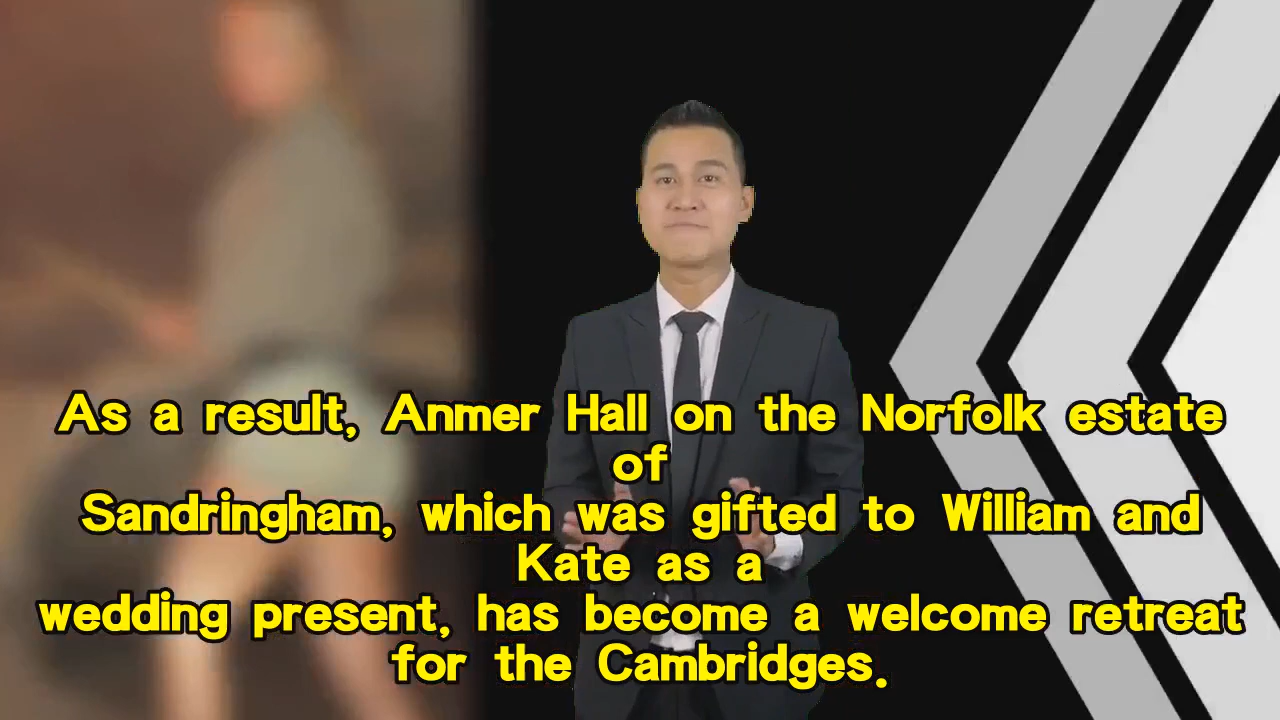 As a result, Anmer Hall on the Norfolk estate
of
Sandringham, which was gifted to William and
Kate as a
wedding present, has become a welcome retreat
for the Cambridges.